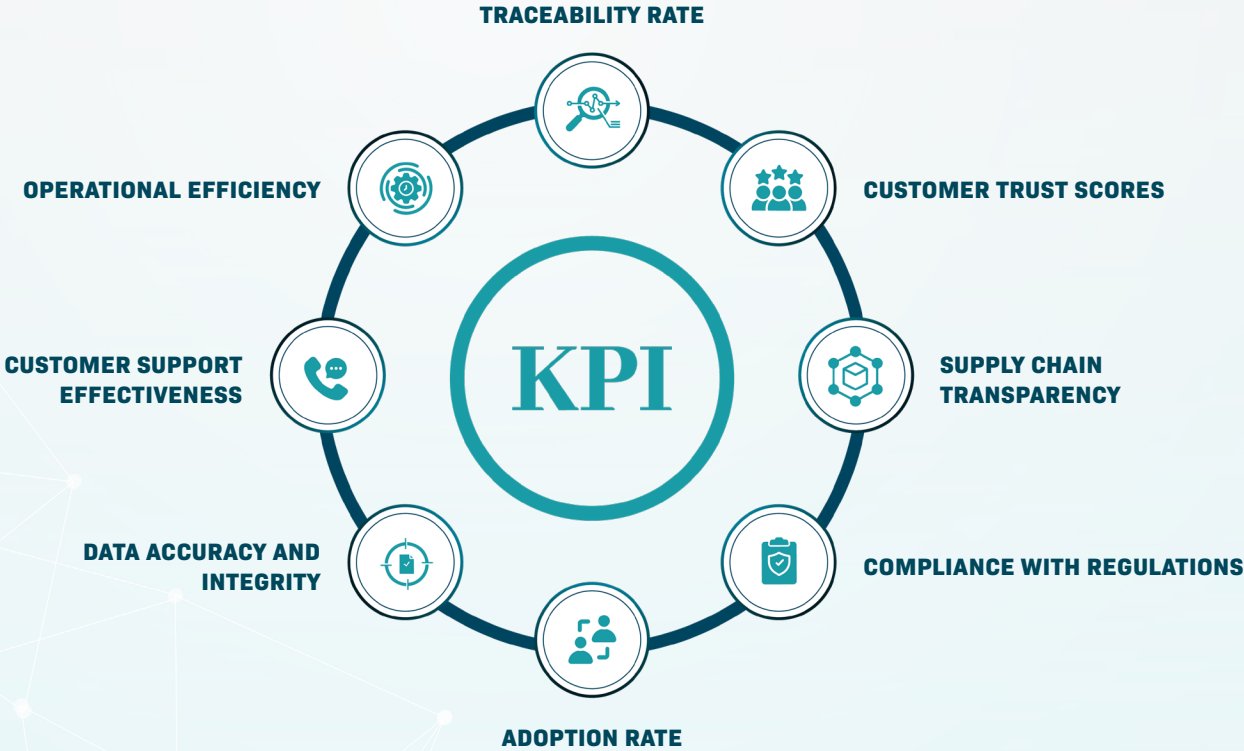 TRACEABILITY RATE
OPERATIONAL EFFICIENCY
CUSTOMER TRUST SCORES
KPI
CUSTOMER SUPPORT
EFFECTIVENESS
SUPPLY CHAIN
TRANSPARENCY
DATA ACCURACY AND
INTEGRITY
COMPLIANCE WITH REGULATIONS
ADOPTION RATE